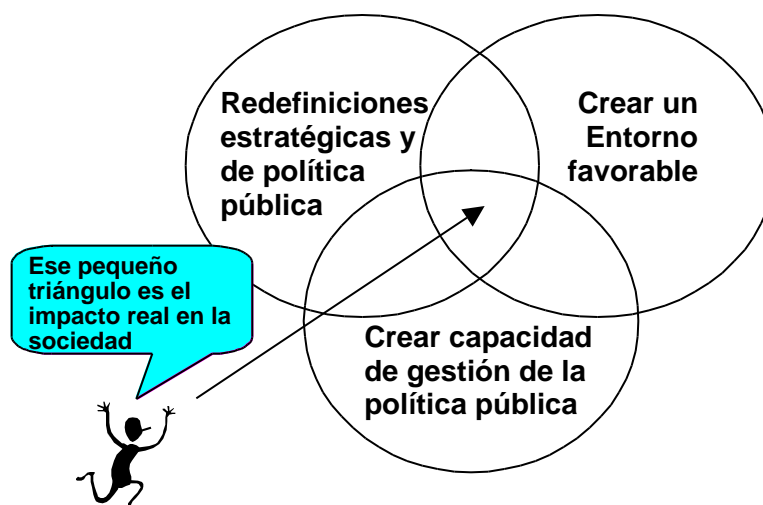 Redefiniciones
estratégicas y
de política
pública
Crear un
Entorno
favorable
Ese pequeño
triángulo es el
impacto real en la
sociedad
Crear capacidad
de gestión de la
política pública